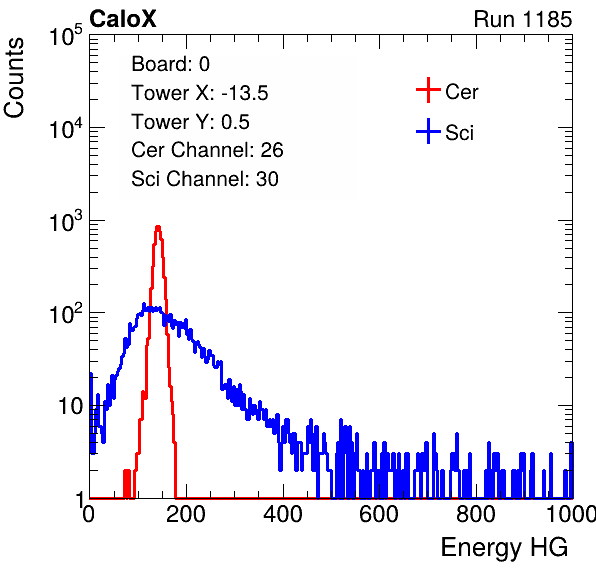 CaloX Run 1185
10^5
10^4
10^3
10^2
10
1
Counts
Board: 0
Tower X: -13.5
Tower Y: 0.5
Cer Channel: 26
Sci Channel: 30
Cer
Sci
0 200 400 600 800 1000
Energy HG